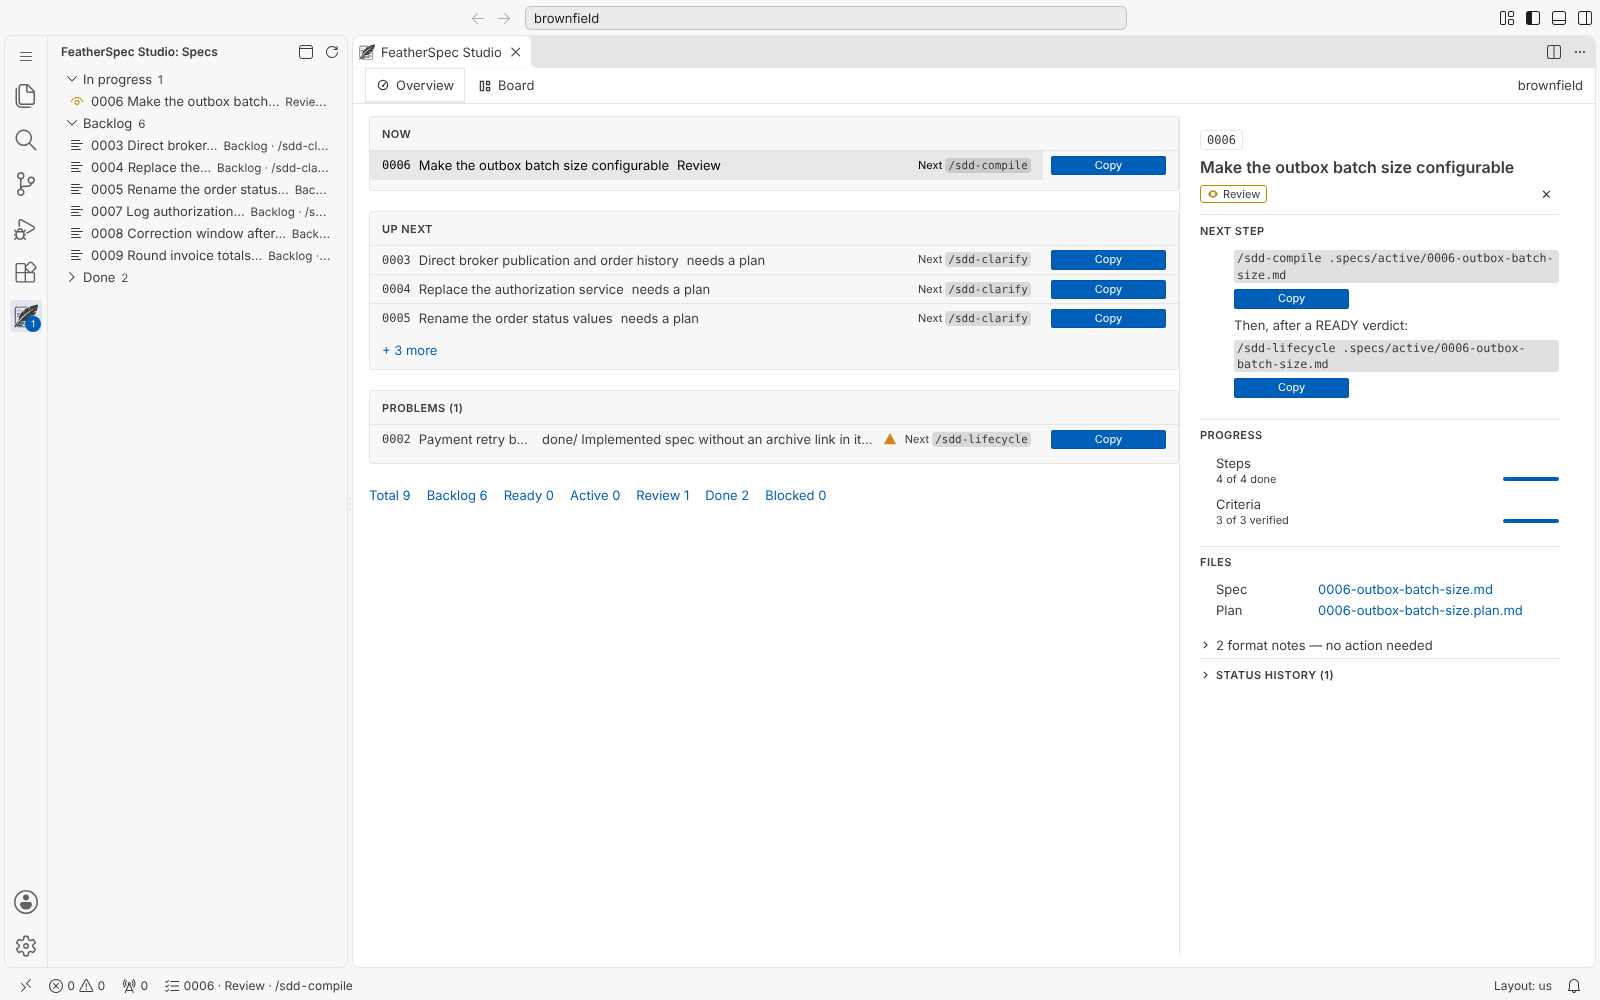 brownfield
FeatherSpec Studio: Specs
In progress 1
0006 Make the outbox batch... Revie...
Backlog 6
0003 Direct broker... Backlog · /sdd-cl...
0004 Replace the... Backlog · /sdd-cla...
0005 Rename the order status... Bac...
0007 Log authorization... Backlog · /s...
0008 Correction window after... Back...
0009 Round invoice totals... Backlog ·...
Done 2
1
FeatherSpec Studio
Overview
Board
brownfield
NOW
0006 Make the outbox batch size configurable Review Next /sdd-compile Copy
UP NEXT
0003 Direct broker publication and order history needs a plan Next /sdd-clarify Copy
0004 Replace the authorization service needs a plan Next /sdd-clarify Copy
0005 Rename the order status values needs a plan Next /sdd-clarify Copy
+ 3 more
PROBLEMS (1)
0002 Payment retry b... done/ Implemented spec without an archive link in it... Next /sdd-lifecycle Copy
Total 9 Backlog 6 Ready 0 Active 0 Review 1 Done 2 Blocked 0
0006
Make the outbox batch size configurable
Review
NEXT STEP
/sdd-compile .specs/active/0006-outbox-batch-
size.md
Copy
Then, after a READY verdict:
/sdd-lifecycle .specs/active/0006-outbox-
batch-size.md
Copy
PROGRESS
Steps
4 of 4 done
Criteria
3 of 3 verified
FILES
Spec 0006-outbox-batch-size.md
Plan 0006-outbox-batch-size.plan.md
2 format notes — no action needed
STATUS HISTORY (1)
0 0 0 0006 · Review · /sdd-compile
Layout: us